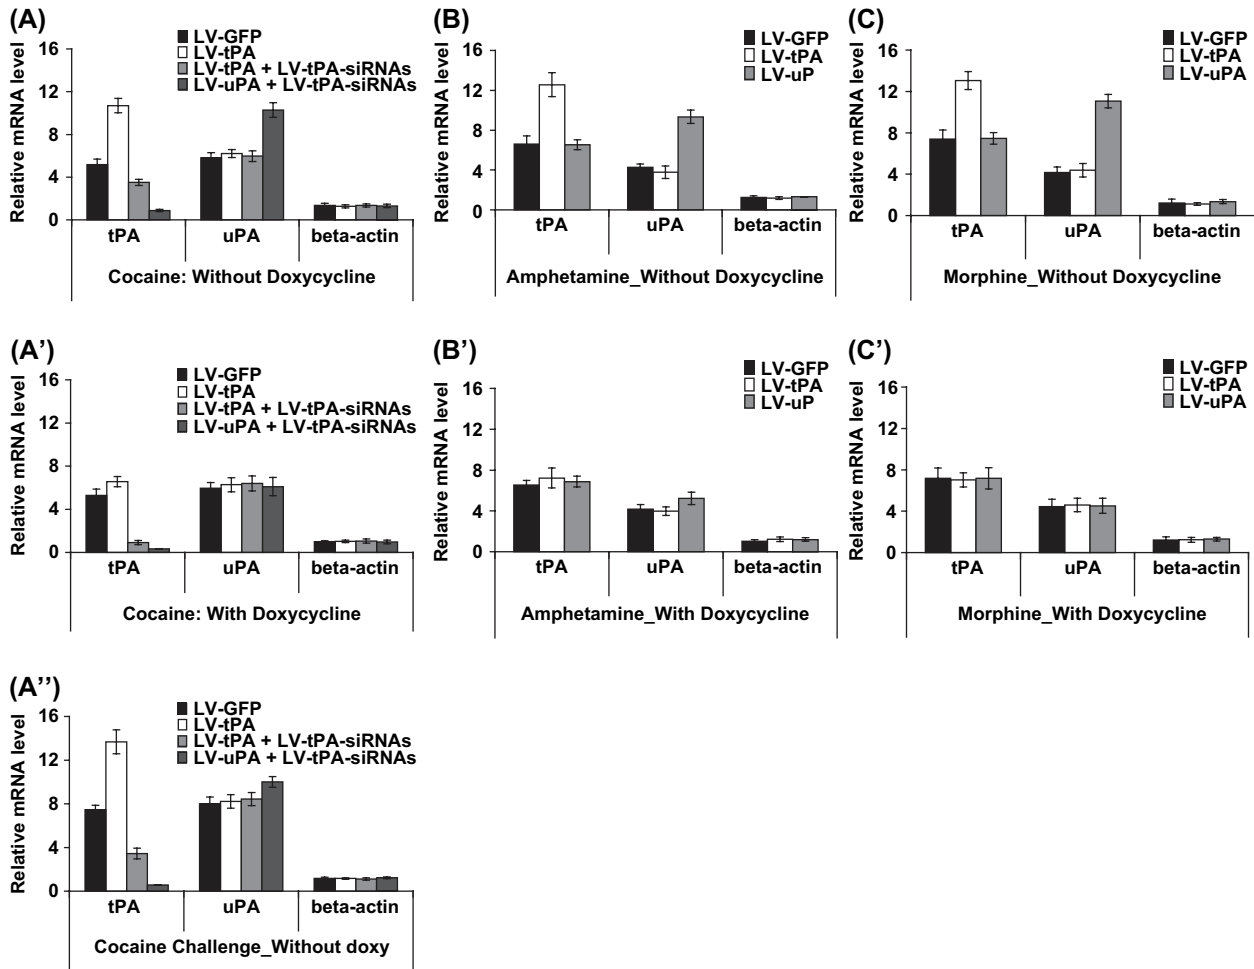 (A)
LV-GFP
LV-tPA
LV-tPA + LV-tPA-siRNAs
LV-uPA + LV-tPA-siRNAs
Relative mRNA level
16
12
8
4
0
tPA uPA beta-actin
Cocaine: Without Doxycycline
(B)
LV-GFP
LV-tPA
LV-uP
Relative mRNA level
16
12
8
4
0
tPA uPA beta-actin
Amphetamine_Without Doxycycline
(C)
LV-GFP
LV-tPA
LV-uPA
Relative mRNA level
16
12
8
4
0
tPA uPA beta-actin
Morphine_Without Doxycycline
(A')
LV-GFP
LV-tPA
LV-tPA + LV-tPA-siRNAs
LV-uPA + LV-tPA-siRNAs
Relative mRNA level
16
12
8
4
0
tPA uPA beta-actin
Cocaine: With Doxycycline
(B')
LV-GFP
LV-tPA
LV-uP
Relative mRNA level
16
12
8
4
0
tPA uPA beta-actin
Amphetamine_With Doxycycline
(C')
LV-GFP
LV-tPA
LV-uPA
Relative mRNA level
16
12
8
4
0
tPA uPA beta-actin
Morphine_With Doxycycline
(A'')
LV-GFP
LV-tPA
LV-tPA + LV-tPA-siRNAs
LV-uPA + LV-tPA-siRNAs
Relative mRNA level
16
12
8
4
0
tPA uPA beta-actin
Cocaine Challenge_Without doxy